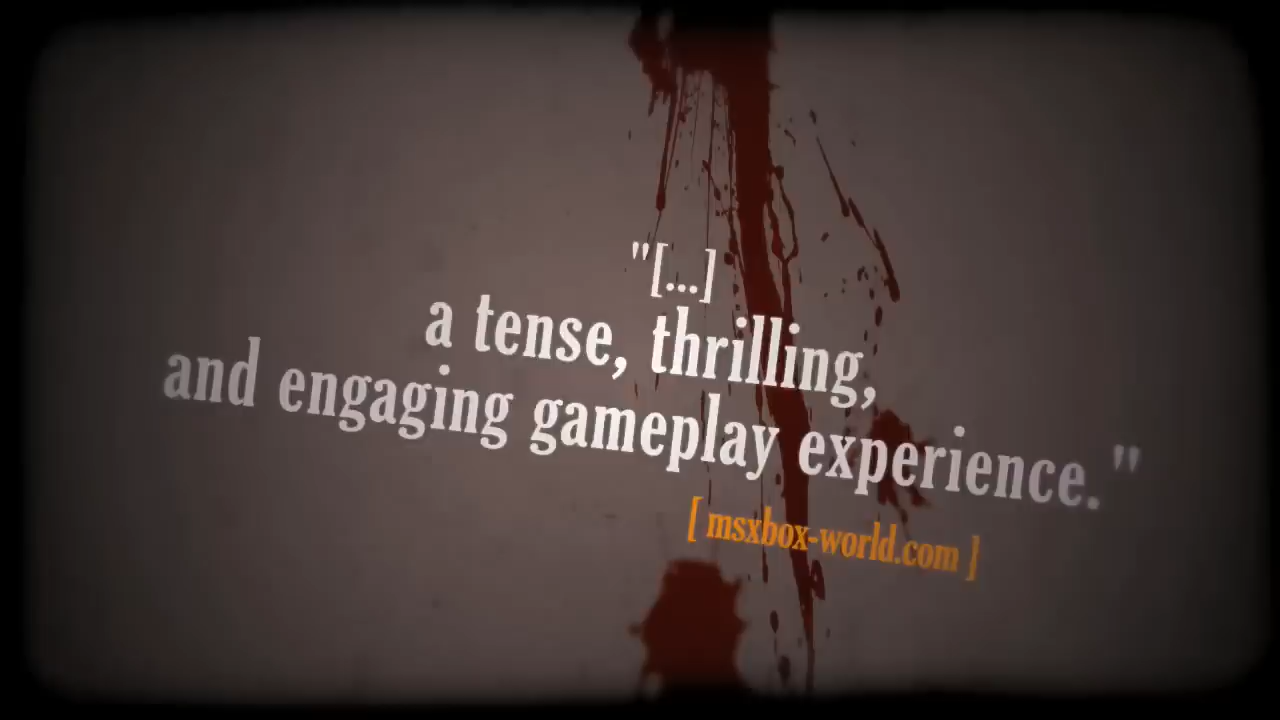 "[...]
a tense, thrilling,
and engaging gameplay experience."
[ msxbox-world.com ]